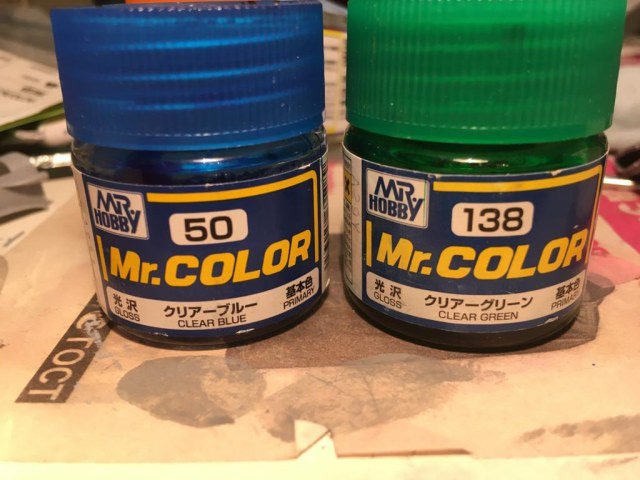 MR HOBBY
50
Mr.COLOR
光沢
GLOSS
クリアーブルー
CLEAR BLUE
基本色
PRIMARY
MR HOBBY
138
Mr.COLOR
光沢
GLOSS
クリアーグリーン
CLEAR GREEN
基本色
PRIMARY
ТОСТ